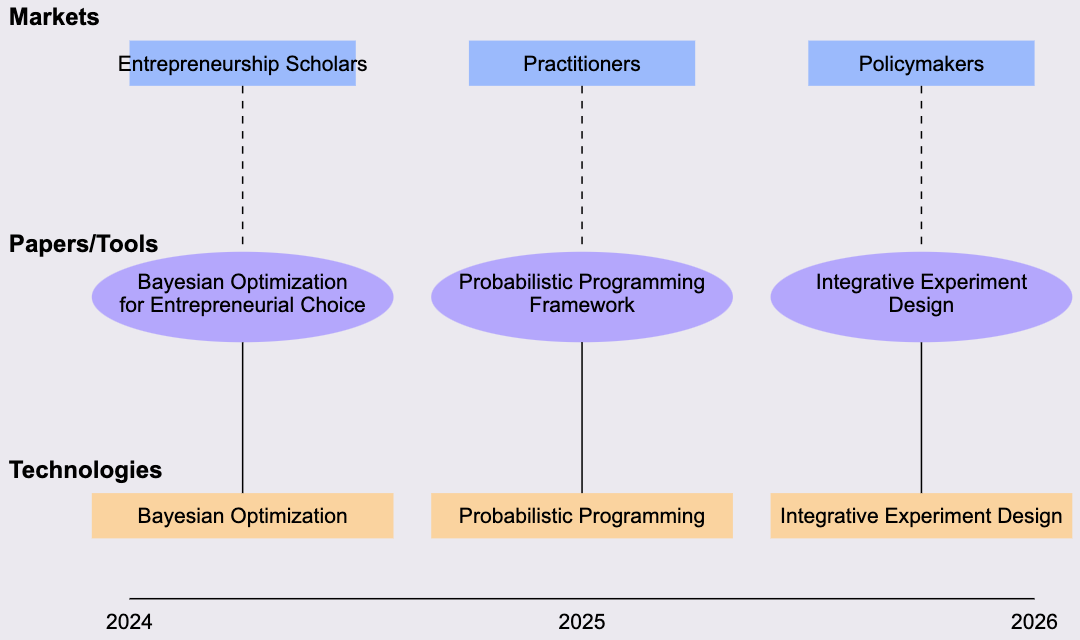 Markets
Entrepreneurship Scholars
Practitioners
Policymakers
Papers/Tools
Bayesian Optimization
for Entrepreneurial Choice
Probabilistic Programming
Framework
Integrative Experiment
Design
Technologies
Bayesian Optimization
Probabilistic Programming
Integrative Experiment Design
2024
2025
2026